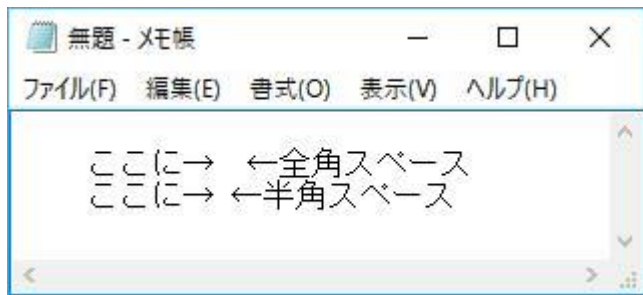 無題 - メモ帳
ファイル(F) 編集(E) 書式(O) 表示(V) ヘルプ(H)
ここに→　←全角スペース
ここに→ ←半角スペース